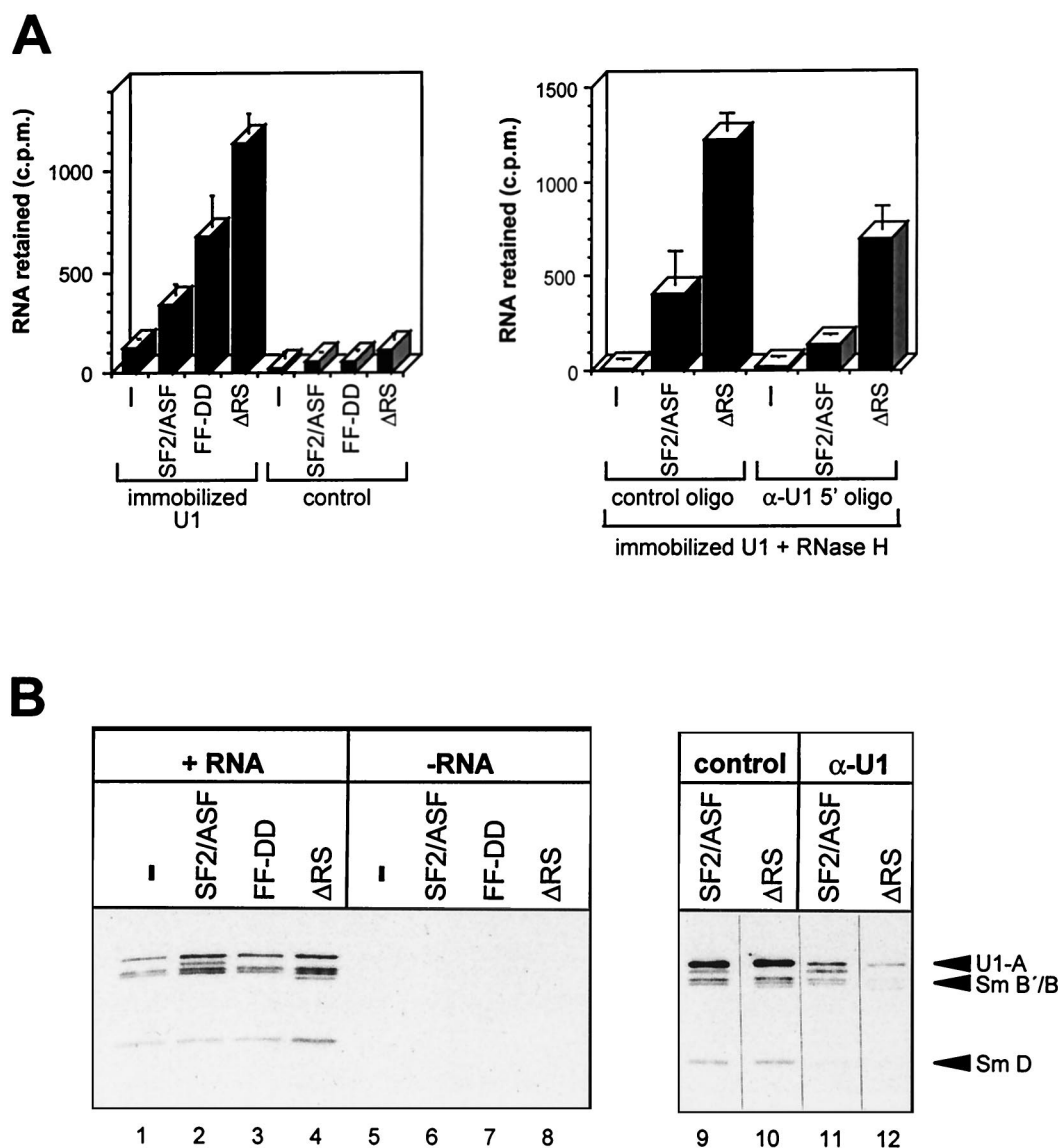 A
RNA retained (c.p.m.)
1000
500
0
–
SF2/ASF
FF-DD
ΔRS
–
SF2/ASF
FF-DD
ΔRS
immobilized
U1
control
RNA retained (c.p.m.)
1500
1000
500
0
–
SF2/ASF
ΔRS
–
SF2/ASF
ΔRS
control oligo
α-U1 5' oligo
immobilized U1 + RNase H
B
+ RNA
-RNA
–
SF2/ASF
FF-DD
ΔRS
–
SF2/ASF
FF-DD
ΔRS
1 2 3 4 5 6 7 8
control
α-U1
SF2/ASF
ΔRS
SF2/ASF
ΔRS
U1-A
Sm B´/B
Sm D
9 10 11 12